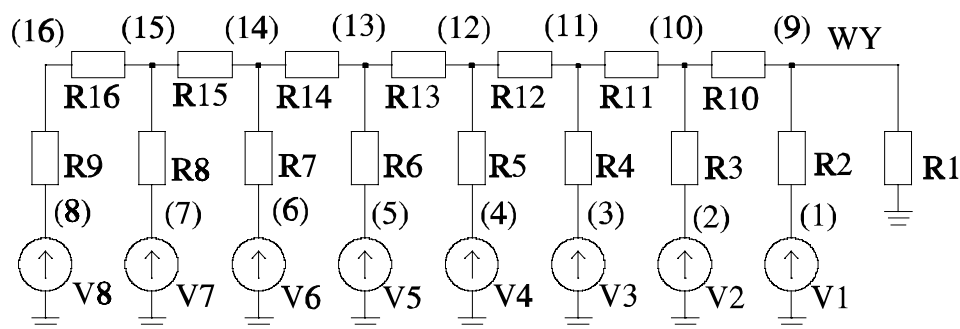 (16) (15) (14) (13) (12) (11) (10) (9) WY
R16 R15 R14 R13 R12 R11 R10
R9 R8 R7 R6 R5 R4 R3 R2 R1
(8) (7) (6) (5) (4) (3) (2) (1)
V8 V7 V6 V5 V4 V3 V2 V1